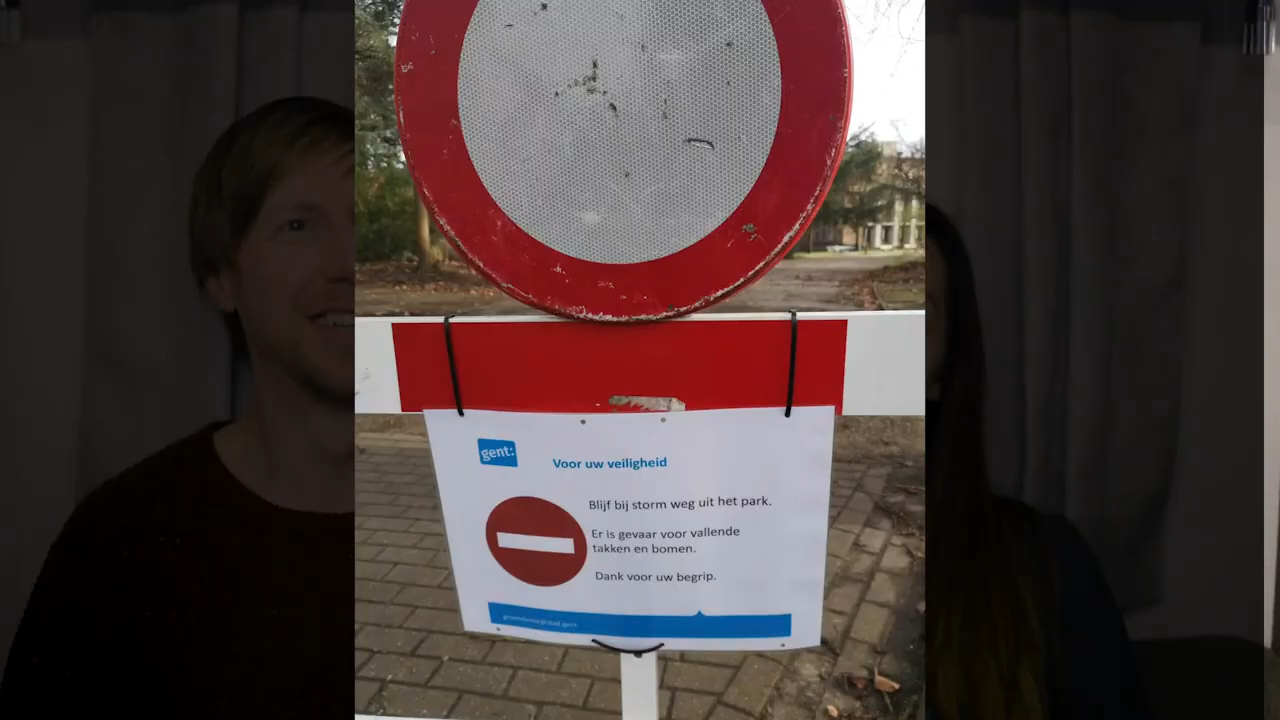 gent:
Voor uw veiligheid
Blijf bij storm weg uit het park.
Er is gevaar voor vallende
takken en bomen.
Dank voor uw begrip.